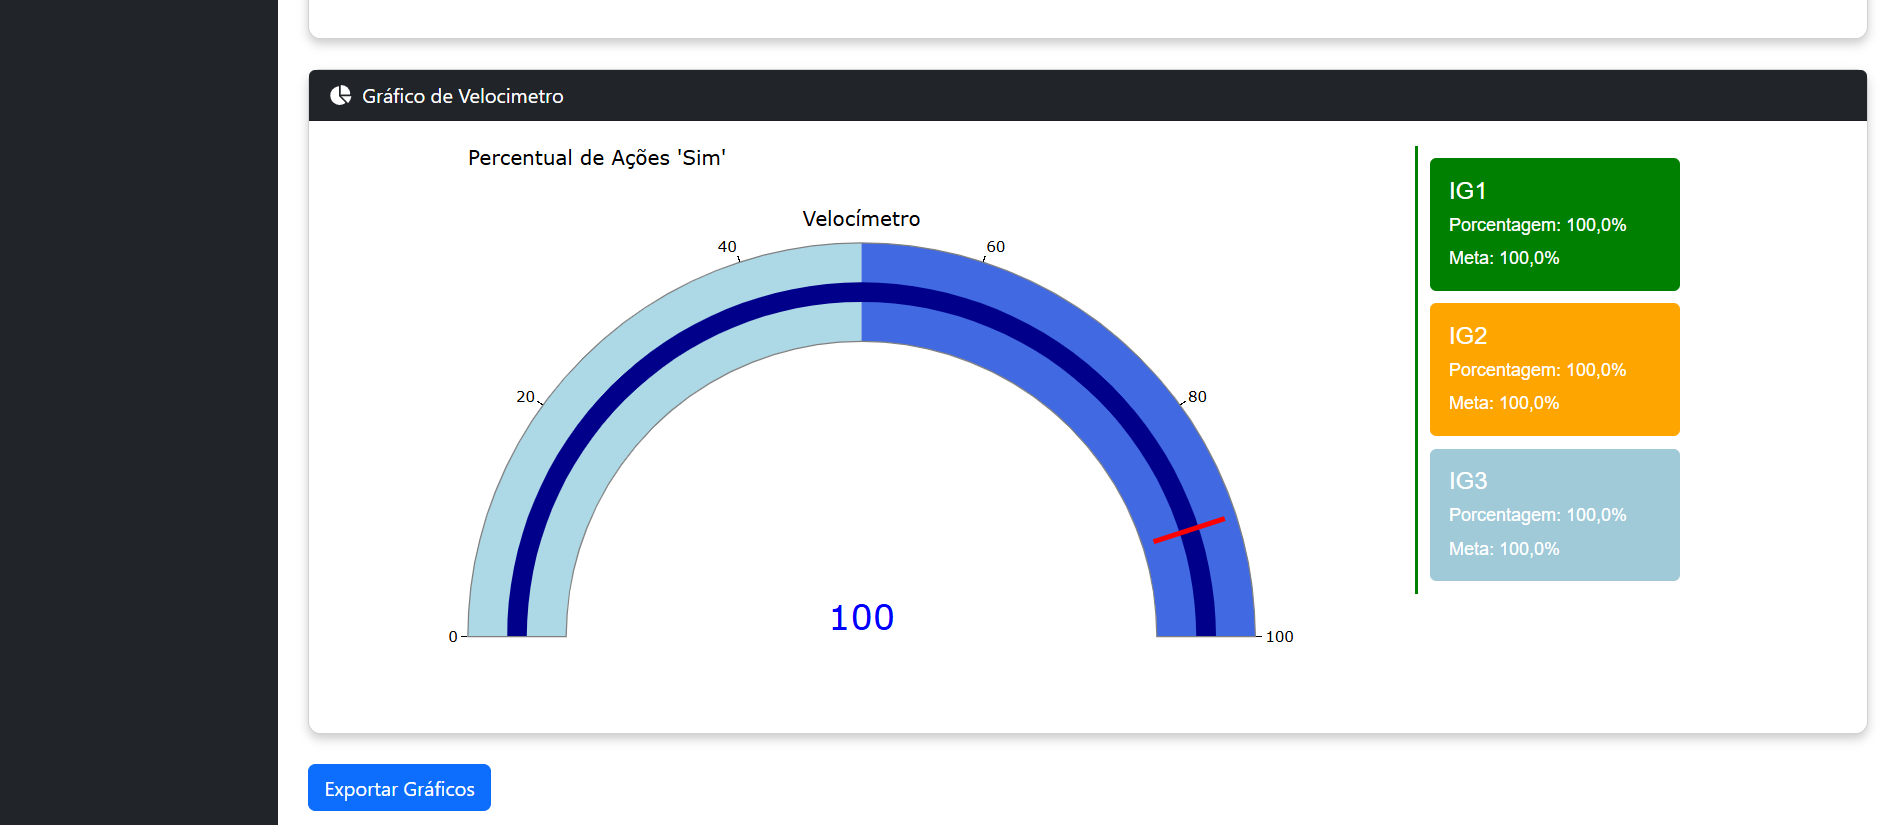 Gráfico de Velocimetro
Percentual de Ações 'Sim'
Velocímetro
0
20
40
60
80
100
100
IG1
Porcentagem: 100,0%
Meta: 100,0%
IG2
Porcentagem: 100,0%
Meta: 100,0%
IG3
Porcentagem: 100,0%
Meta: 100,0%
Exportar Gráficos